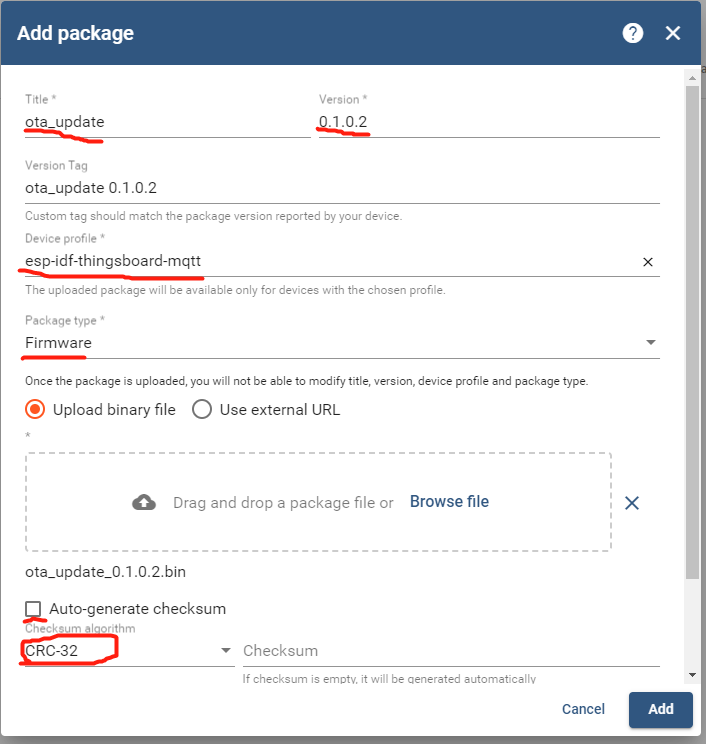 Add package
Title * Version *
ota_update 0.1.0.2
Version Tag
ota_update 0.1.0.2
Custom tag should match the package version reported by your device.
Device profile *
esp-idf-thingsboard-mqtt
The uploaded package will be available only for devices with the chosen profile.
Package type *
Firmware
Once the package is uploaded, you will not be able to modify title, version, device profile and package type.
Upload binary file Use external URL
*
Drag and drop a package file or Browse file
ota_update_0.1.0.2.bin
Auto-generate checksum
Checksum algorithm
CRC-32 Checksum
If checksum is empty, it will be generated automatically
Cancel Add